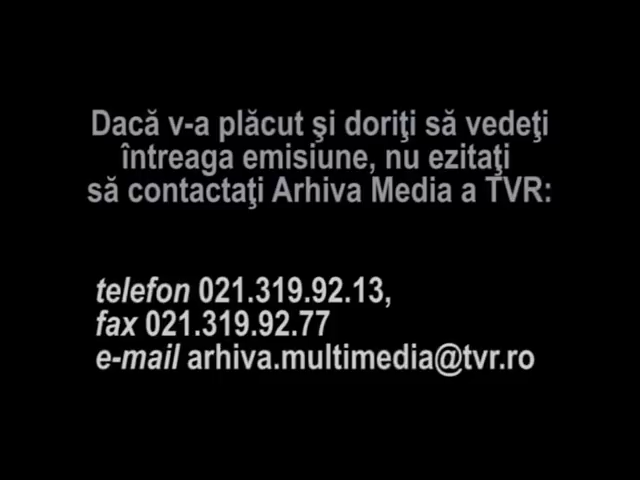 Dacă v-a plăcut şi doriţi să vedeţi
întreaga emisiune, nu ezitaţi
să contactaţi Arhiva Media a TVR:
telefon 021.319.92.13,
fax 021.319.92.77
e-mail arhiva.multimedia@tvr.ro